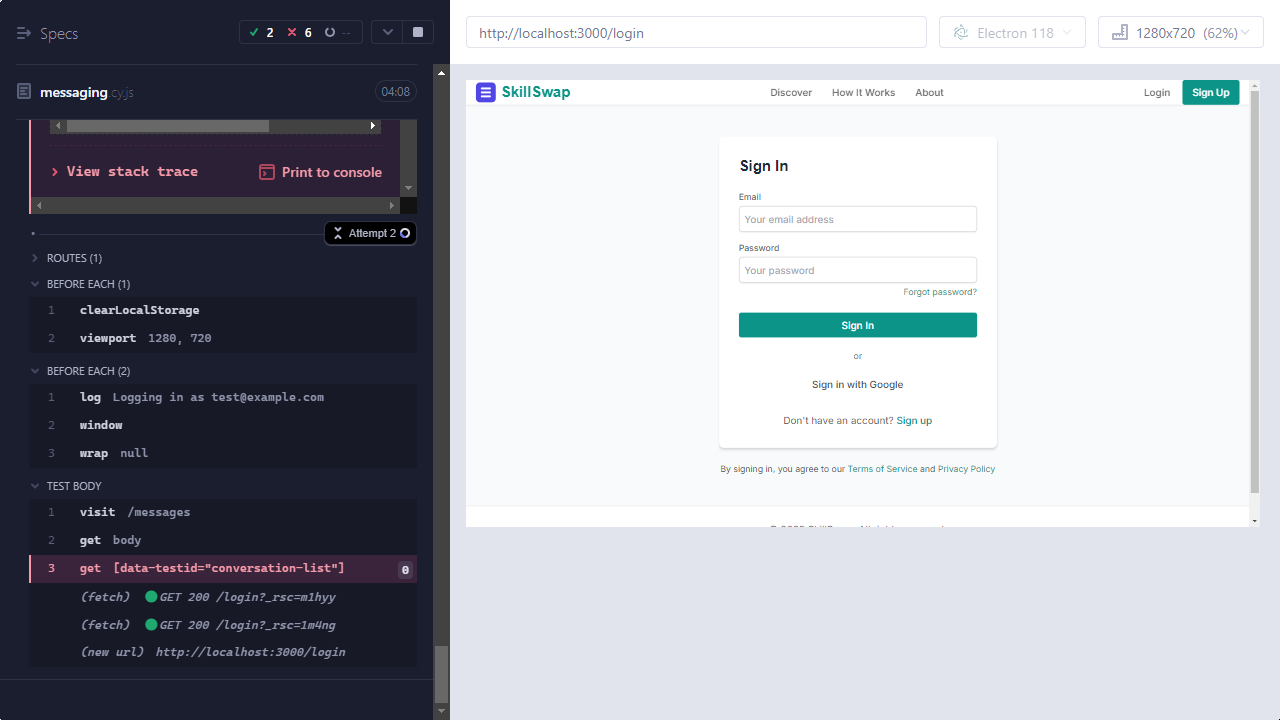 Specs
2 6 --
messaging.cy.js 04:08
View stack trace Print to console
Attempt 2
ROUTES (1)
BEFORE EACH (1)
1 clearLocalStorage
2 viewport 1280, 720
BEFORE EACH (2)
1 log Logging in as test@example.com
2 window
3 wrap null
TEST BODY
1 visit /messages
2 get body
3 get [data-testid="conversation-list"] 0
(fetch) GET 200 /login?_rsc=m1hyy
(fetch) GET 200 /login?_rsc=1m4ng
(new url) http://localhost:3000/login
http://localhost:3000/login
Electron 118
1280x720 (62%)
SkillSwap
Discover How It Works About
Login Sign Up
Sign In
Email
Your email address
Password
Your password
Forgot password?
Sign In
or
Sign in with Google
Don't have an account? Sign up
By signing in, you agree to our Terms of Service and Privacy Policy